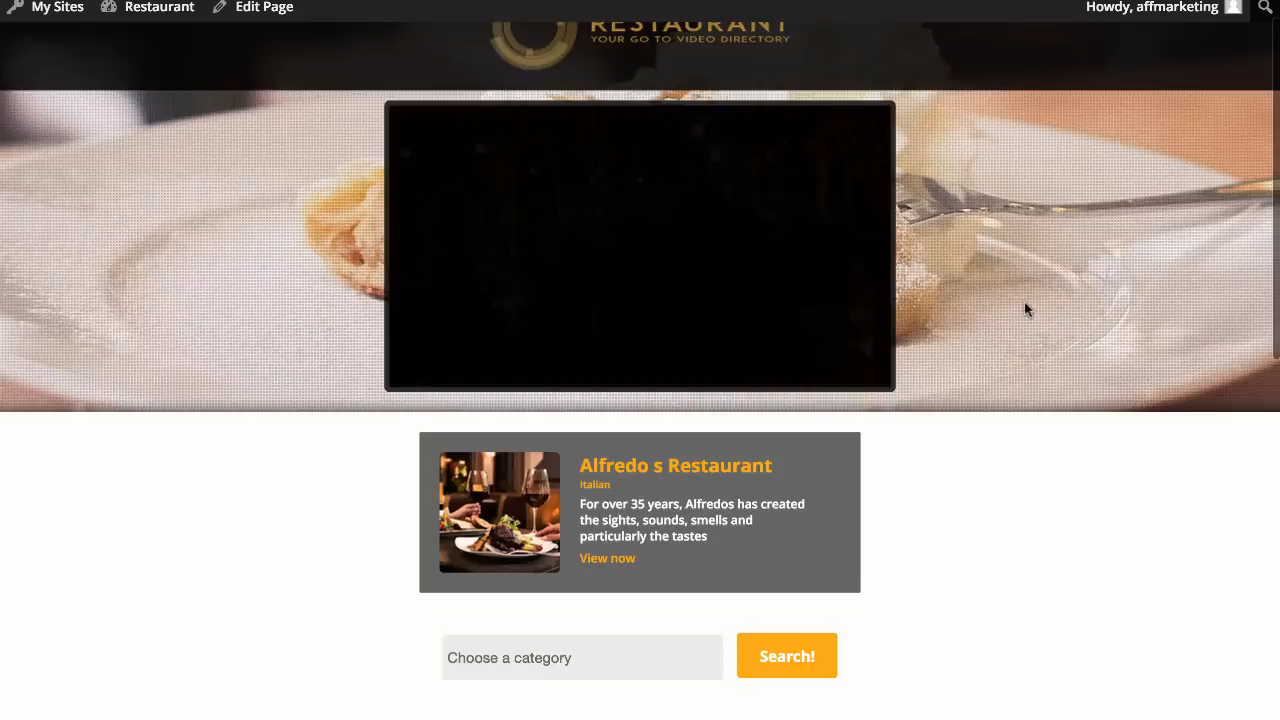 My Sites Restaurant Edit Page Howdy, affmarketing
RESTAURANT
YOUR GO TO VIDEO DIRECTORY
Alfredo s Restaurant
Italian
For over 35 years, Alfredos has created
the sights, sounds, smells and
particularly the tastes
View now
Choose a category Search!